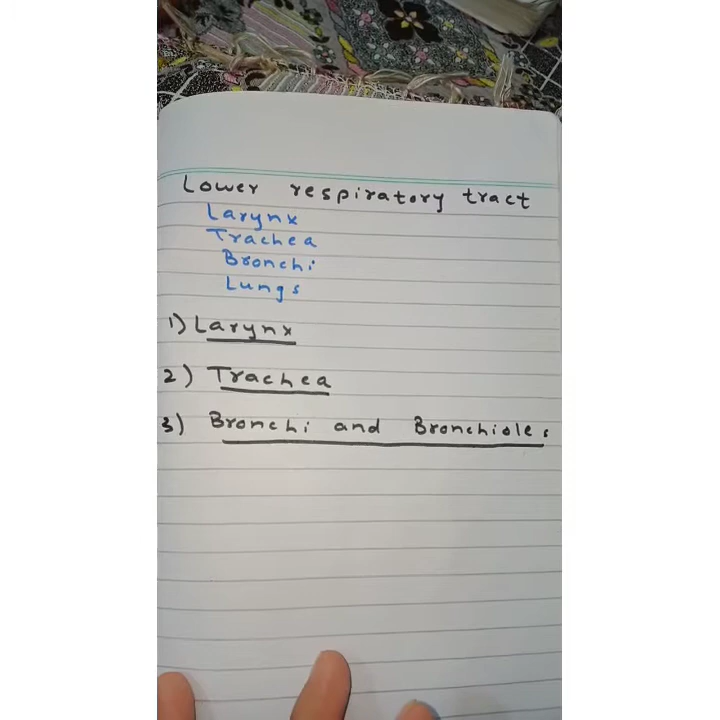 Lower respiratory tract
Larynx
Trachea
Bronchi
Lungs
1) Larynx
2) Trachea
3) Bronchi and Bronchioles